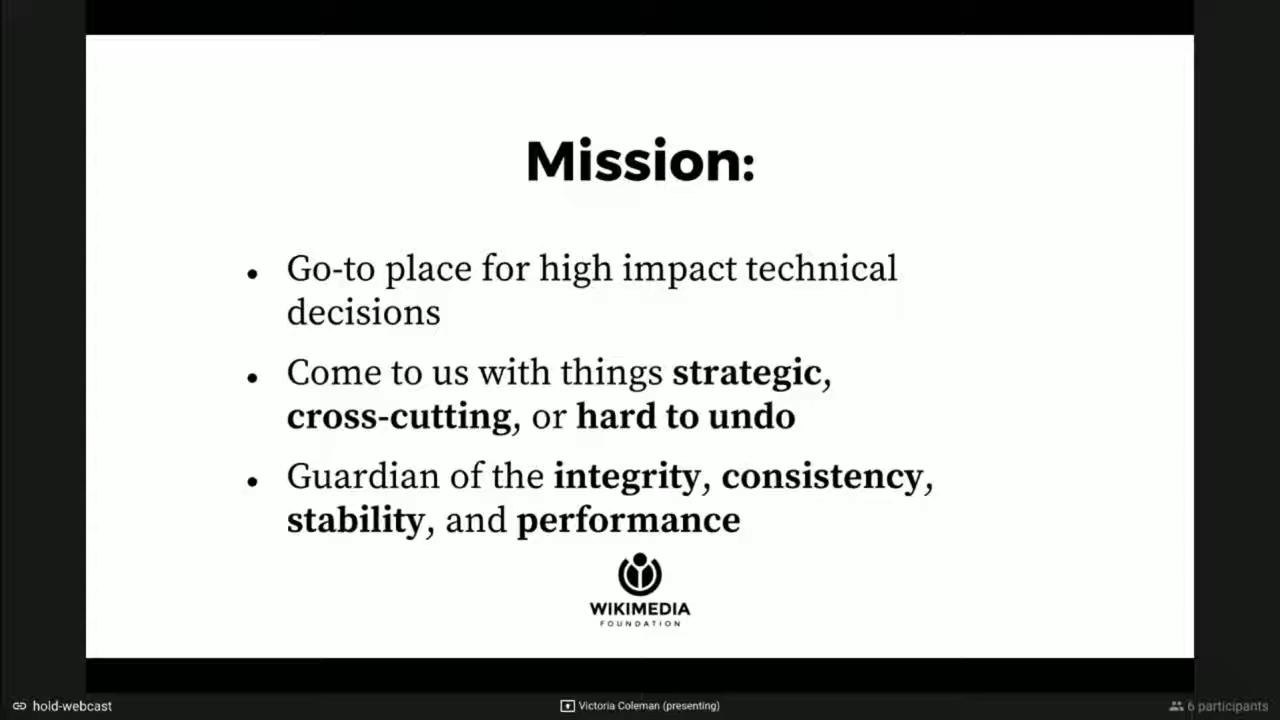 Mission:
• Go-to place for high impact technical
decisions
• Come to us with things strategic,
cross-cutting, or hard to undo
• Guardian of the integrity, consistency,
stability, and performance
WIKIMEDIA
FOUNDATION
hold-webcast
Victoria Coleman (presenting)
6 participants